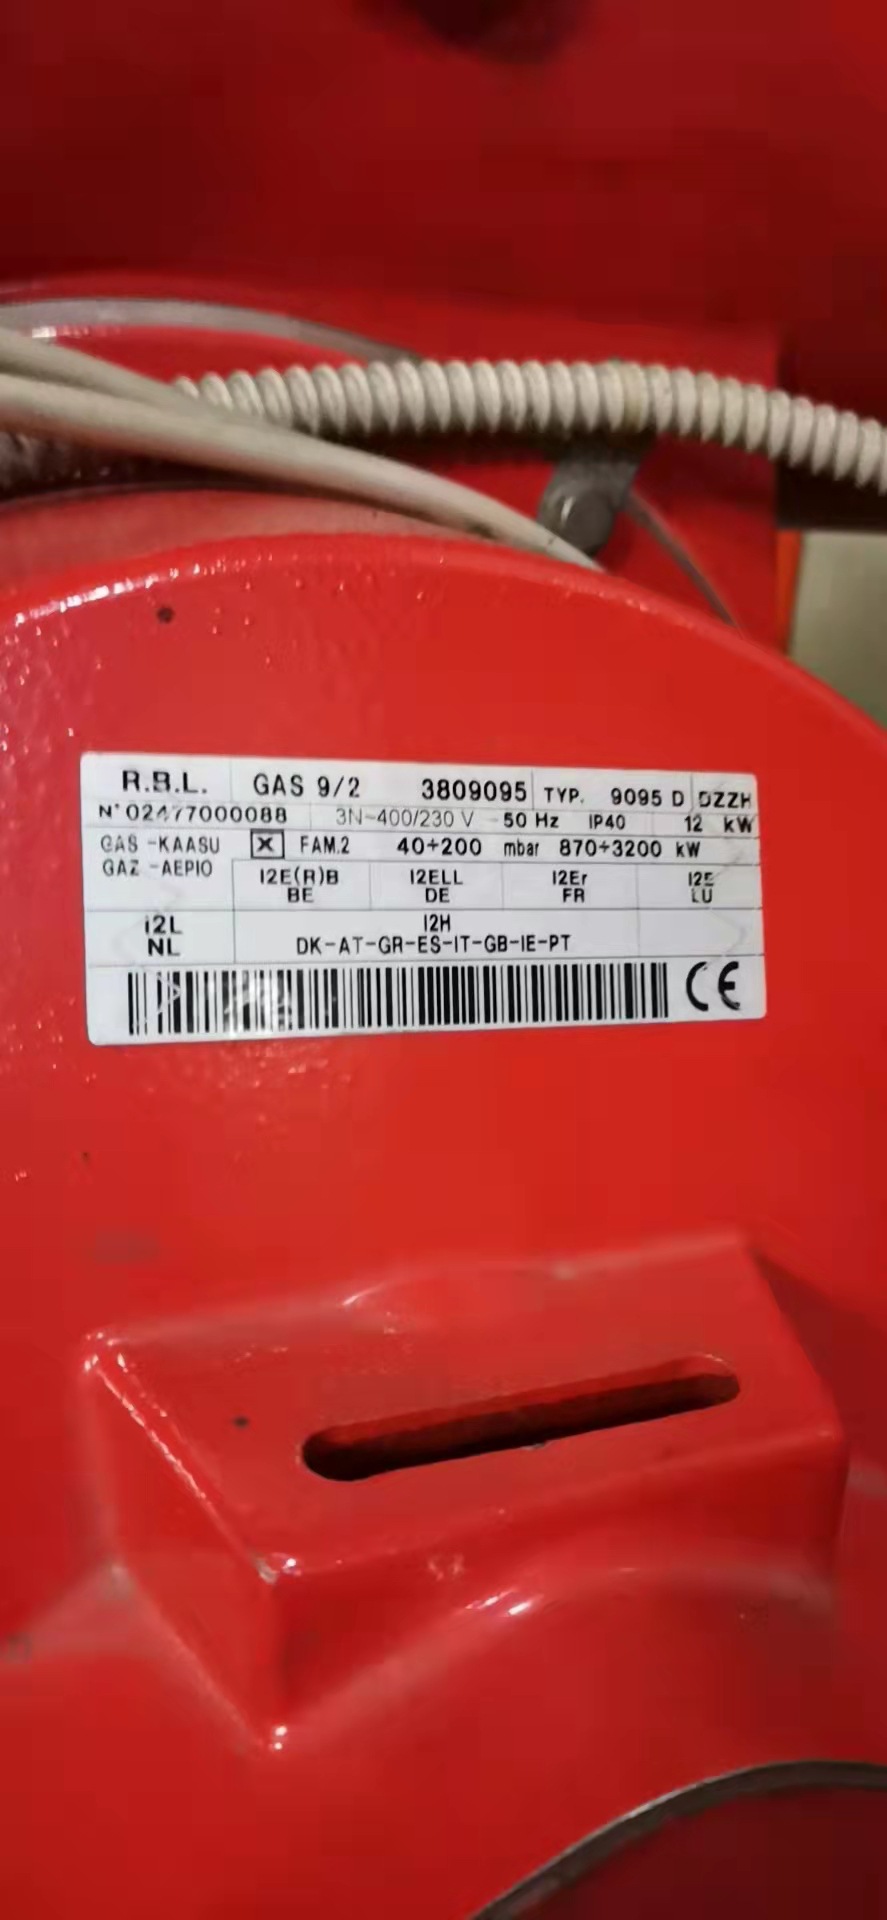 R.B.L. GAS 9/2 3809095 TYP. 9095 D DZZH
N° 02477000088 3N~400/230 V 50 Hz IP40 12 kW
GAS -KAASU ☒ FAM.2 40÷200 mbar 870÷3200 kW
GAZ -AEPIO
I2E(R)B I2ELL I2Er I2E
BE DE FR LU
I2L I2H
NL DK-AT-GR-ES-IT-GB-IE-PT
CE